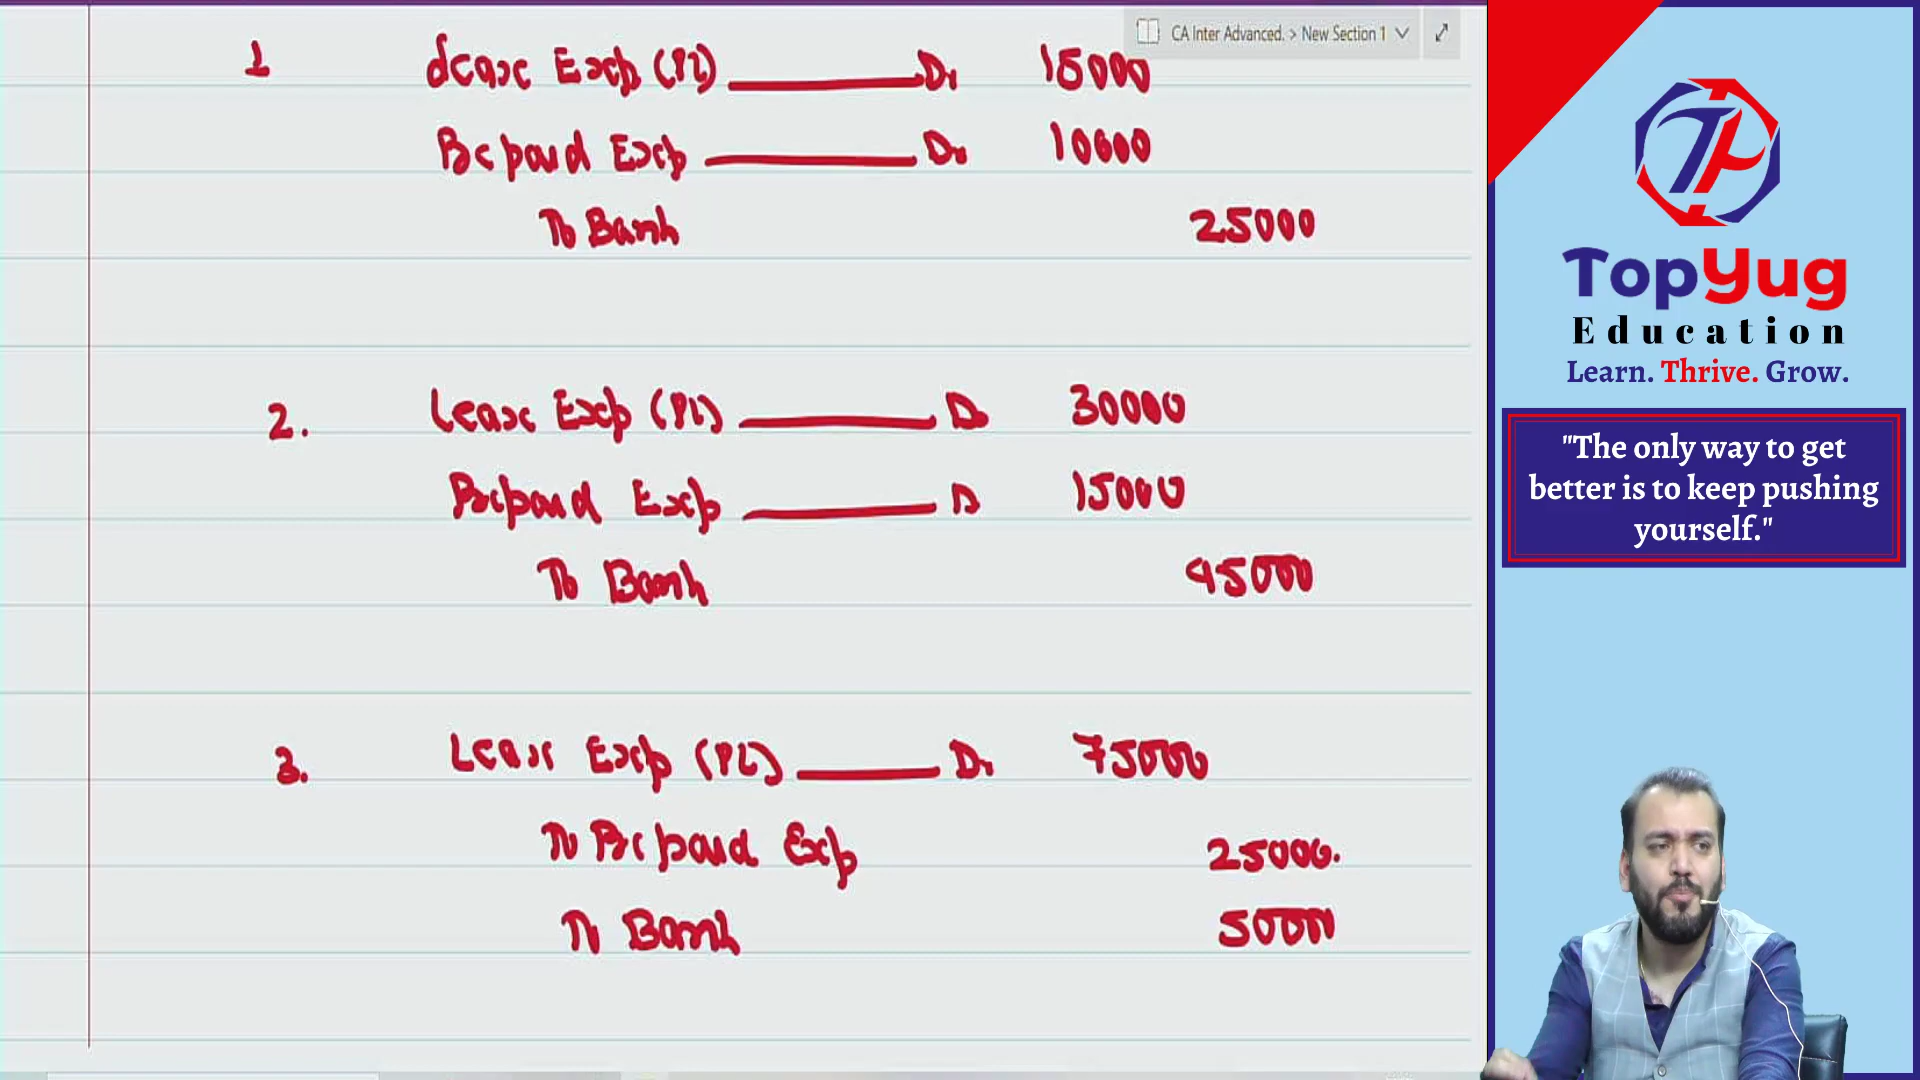 CA Inter Advanced. > New Section 1
1 Lease Exp (PL) Dr 15000
Prepaid Exp Dr 10000
To Bank 25000
2. Lease Exp (PL) Dr 30000
Prepaid Exp D 15000
To Bank 45000
3. Lease Exp (PL) Dr 75000
To Prepaid Exp 25000.
To Bank 50000
TopYug
Education
Learn. Thrive. Grow.
"The only way to get
better is to keep pushing
yourself."